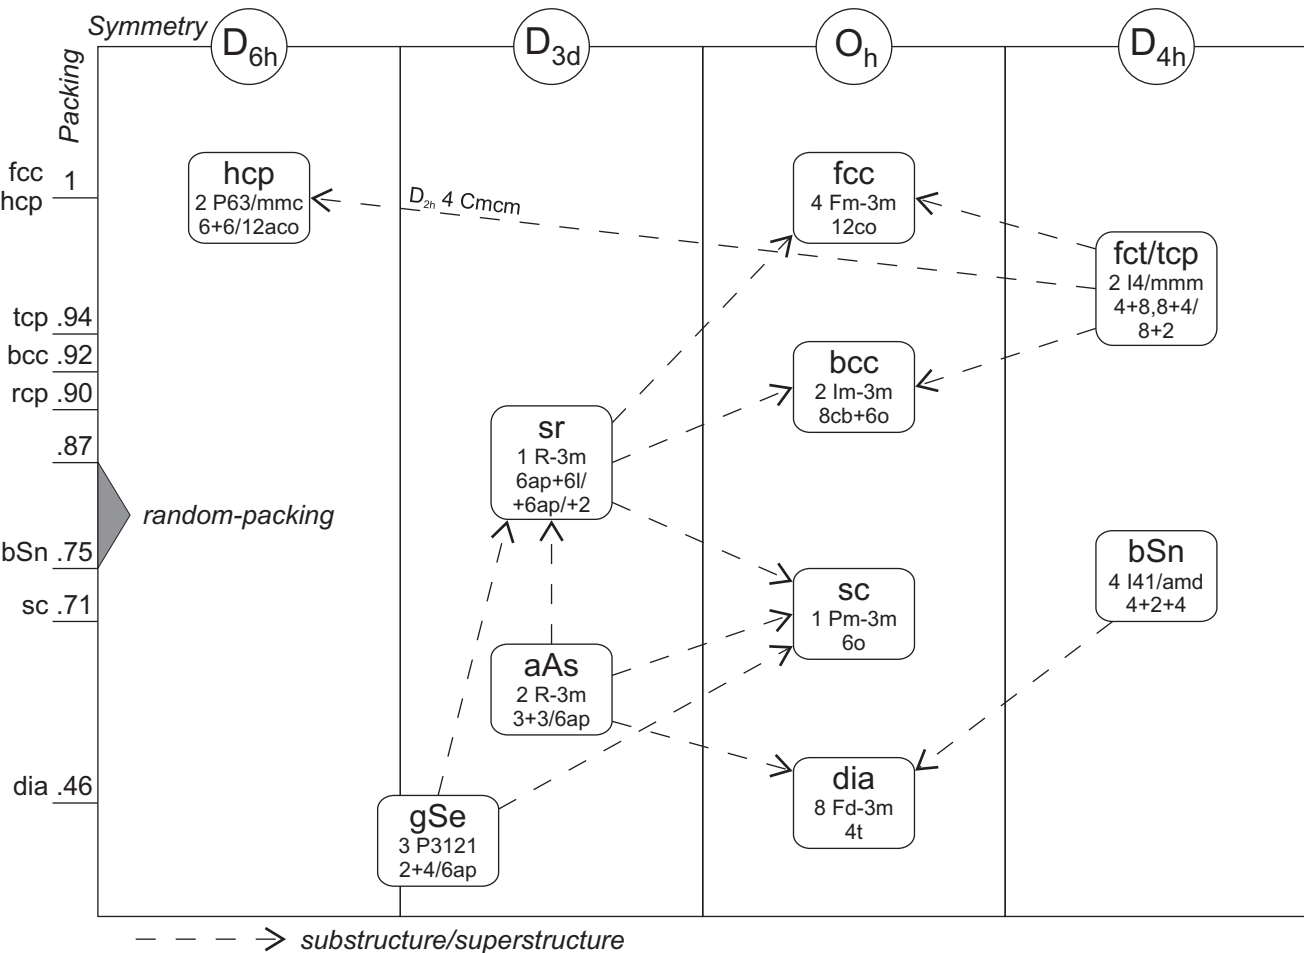 Symmetry
D6h
D3d
Oh
D4h
Packing
fcc
hcp
1
tcp .94
bcc .92
rcp .90
.87
random-packing
bSn .75
sc .71
dia .46
hcp
2 P63/mmc
6+6/12aco
D2h 4 Cmcm
fcc
4 Fm-3m
12co
fct/tcp
2 I4/mmm
4+8,8+4/
8+2
bcc
2 Im-3m
8cb+6o
sr
1 R-3m
6ap+6l/
+6ap/+2
bSn
4 I41/amd
4+2+4
sc
1 Pm-3m
6o
aAs
2 R-3m
3+3/6ap
dia
8 Fd-3m
4t
gSe
3 P3121
2+4/6ap
substructure/superstructure